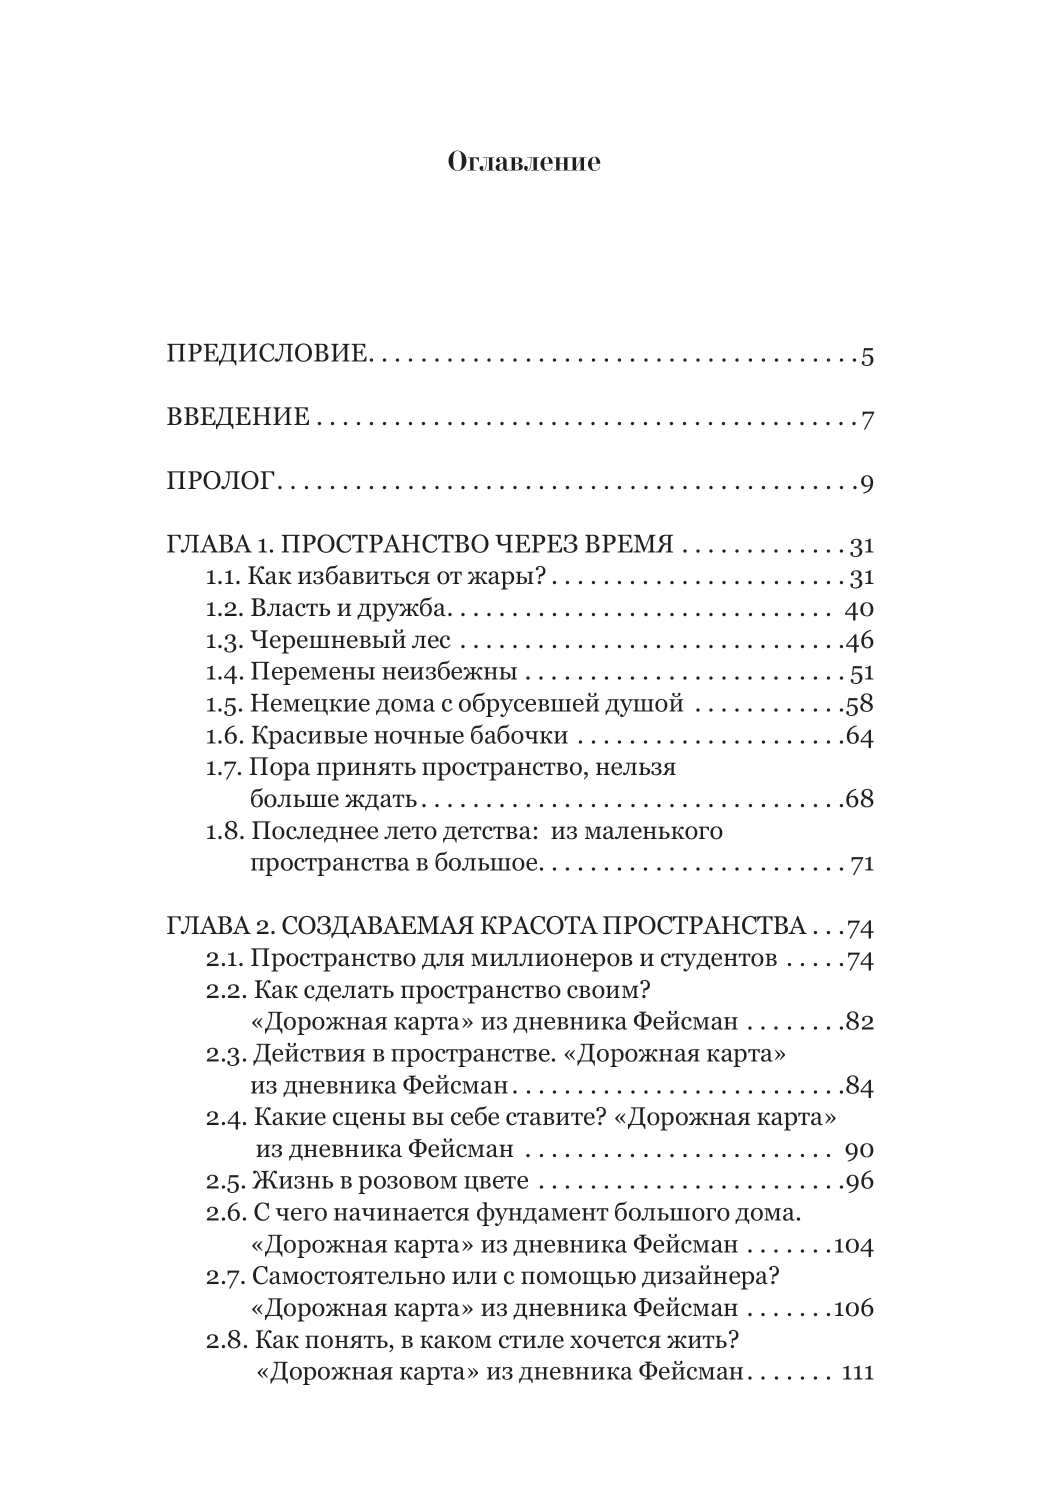 Оглавление
ПРЕДИСЛОВИЕ. . . . . . . . . . . . . . . . . . . . . . . . . . . . . . . . . . . . . . 5
ВВЕДЕНИЕ . . . . . . . . . . . . . . . . . . . . . . . . . . . . . . . . . . . . . . . . . . 7
ПРОЛОГ. . . . . . . . . . . . . . . . . . . . . . . . . . . . . . . . . . . . . . . . . . . . .9
ГЛАВА 1. ПРОСТРАНСТВО ЧЕРЕЗ ВРЕМЯ . . . . . . . . . . . . . 31
1.1. Как избавиться от жары? . . . . . . . . . . . . . . . . . . . . . . . 31
1.2. Власть и дружба. . . . . . . . . . . . . . . . . . . . . . . . . . . . . . 40
1.3. Черешневый лес . . . . . . . . . . . . . . . . . . . . . . . . . . . . . .46
1.4. Перемены неизбежны . . . . . . . . . . . . . . . . . . . . . . . . . 51
1.5. Немецкие дома с обрусевшей душой . . . . . . . . . . . .58
1.6. Красивые ночные бабочки . . . . . . . . . . . . . . . . . . . . .64
1.7. Пора принять пространство, нельзя
больше ждать . . . . . . . . . . . . . . . . . . . . . . . . . . . . . . . . .68
1.8. Последнее лето детства: из маленького
пространства в большое. . . . . . . . . . . . . . . . . . . . . . . . 71
ГЛАВА 2. СОЗДАВАЕМАЯ КРАСОТА ПРОСТРАНСТВА . . .74
2.1. Пространство для миллионеров и студентов . . . . .74
2.2. Как сделать пространство своим?
«Дорожная карта» из дневника Фейсман . . . . . . . .82
2.3. Действия в пространстве. «Дорожная карта»
из дневника Фейсман . . . . . . . . . . . . . . . . . . . . . . . . . .84
2.4. Какие сцены вы себе ставите? «Дорожная карта»
из дневника Фейсман . . . . . . . . . . . . . . . . . . . . . . . . 90
2.5. Жизнь в розовом цвете . . . . . . . . . . . . . . . . . . . . . . . .96
2.6. С чего начинается фундамент большого дома.
«Дорожная карта» из дневника Фейсман . . . . . . .104
2.7. Самостоятельно или с помощью дизайнера?
«Дорожная карта» из дневника Фейсман . . . . . . .106
2.8. Как понять, в каком стиле хочется жить?
«Дорожная карта» из дневника Фейсман . . . . . . . 111